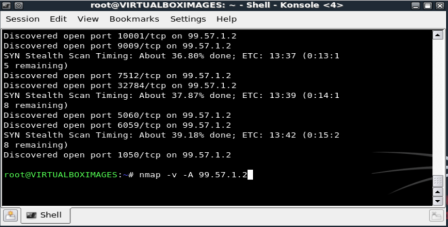 root@VIRTUALBOXIMAGES: ~ - Shell - Konsole <4>
Session Edit View Bookmarks Settings Help
Discovered open port 10001/tcp on 99.57.1.2
Discovered open port 9009/tcp on 99.57.1.2
SYN Stealth Scan Timing: About 36.80% done; ETC: 13:37 (0:13:1
5 remaining)
Discovered open port 7512/tcp on 99.57.1.2
Discovered open port 32784/tcp on 99.57.1.2
SYN Stealth Scan Timing: About 37.87% done; ETC: 13:39 (0:14:1
8 remaining)
Discovered open port 5060/tcp on 99.57.1.2
Discovered open port 6059/tcp on 99.57.1.2
SYN Stealth Scan Timing: About 39.18% done; ETC: 13:42 (0:15:2
8 remaining)
Discovered open port 1050/tcp on 99.57.1.2
root@VIRTUALBOXIMAGES:~# nmap -v -A 99.57.1.2
Shell